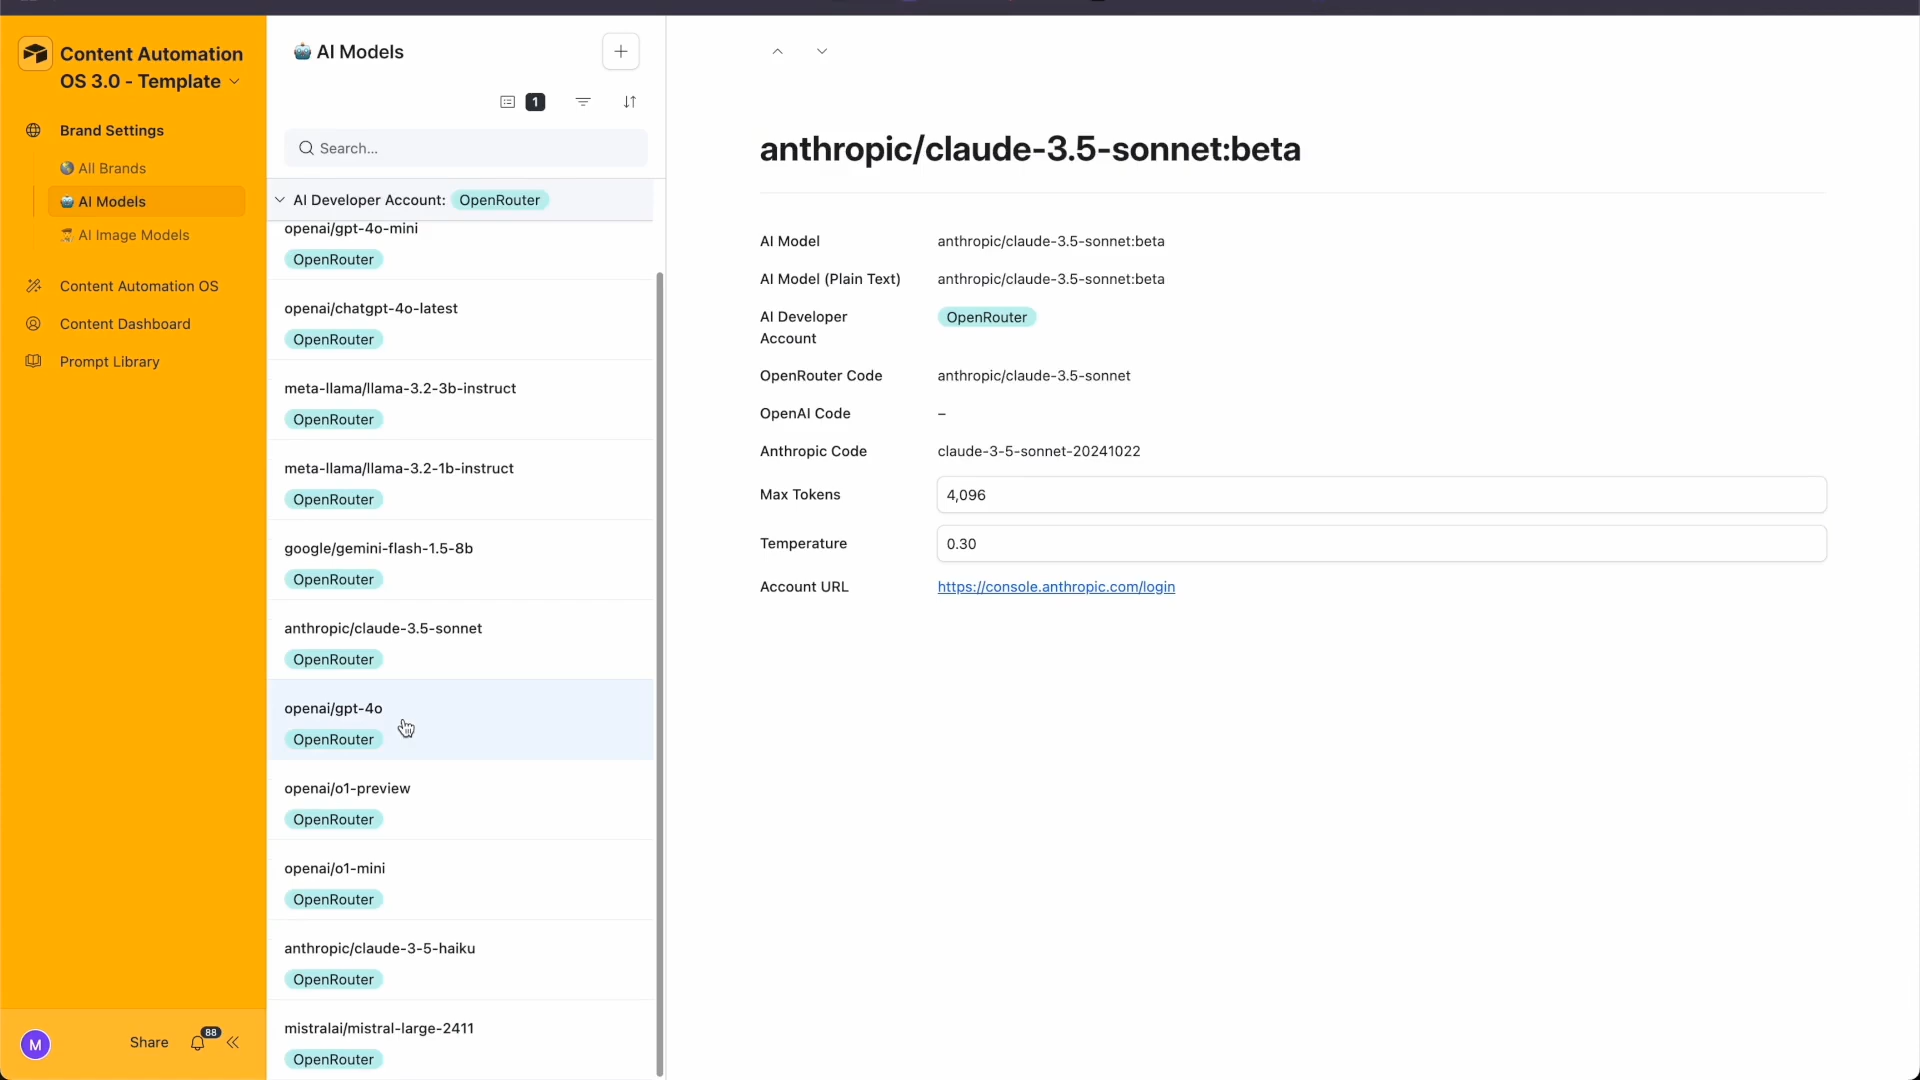 Content Automation
OS 3.0 - Template
Brand Settings
All Brands
AI Models
AI Image Models
Content Automation OS
Content Dashboard
Prompt Library
M
Share
88
AI Models
1
Search...
AI Developer Account: OpenRouter
openai/gpt-4o-mini
OpenRouter
openai/chatgpt-4o-latest
OpenRouter
meta-llama/llama-3.2-3b-instruct
OpenRouter
meta-llama/llama-3.2-1b-instruct
OpenRouter
google/gemini-flash-1.5-8b
OpenRouter
anthropic/claude-3.5-sonnet
OpenRouter
openai/gpt-4o
OpenRouter
openai/o1-preview
OpenRouter
openai/o1-mini
OpenRouter
anthropic/claude-3-5-haiku
OpenRouter
mistralai/mistral-large-2411
OpenRouter
anthropic/claude-3.5-sonnet:beta
AI Model anthropic/claude-3.5-sonnet:beta
AI Model (Plain Text) anthropic/claude-3.5-sonnet:beta
AI Developer OpenRouter
Account
OpenRouter Code anthropic/claude-3.5-sonnet
OpenAI Code –
Anthropic Code claude-3-5-sonnet-20241022
Max Tokens 4,096
Temperature 0.30
Account URL https://console.anthropic.com/login